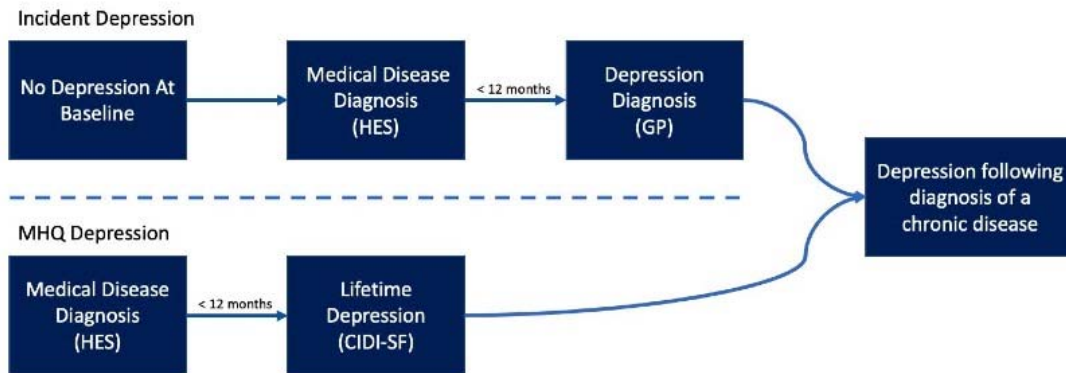 Incident Depression
No Depression At
Baseline
Medical Disease
Diagnosis
(HES)
< 12 months
Depression
Diagnosis
(GP)
Depression following
diagnosis of a
chronic disease
MHQ Depression
Medical Disease
Diagnosis
(HES)
< 12 months
Lifetime
Depression
(CIDI-SF)